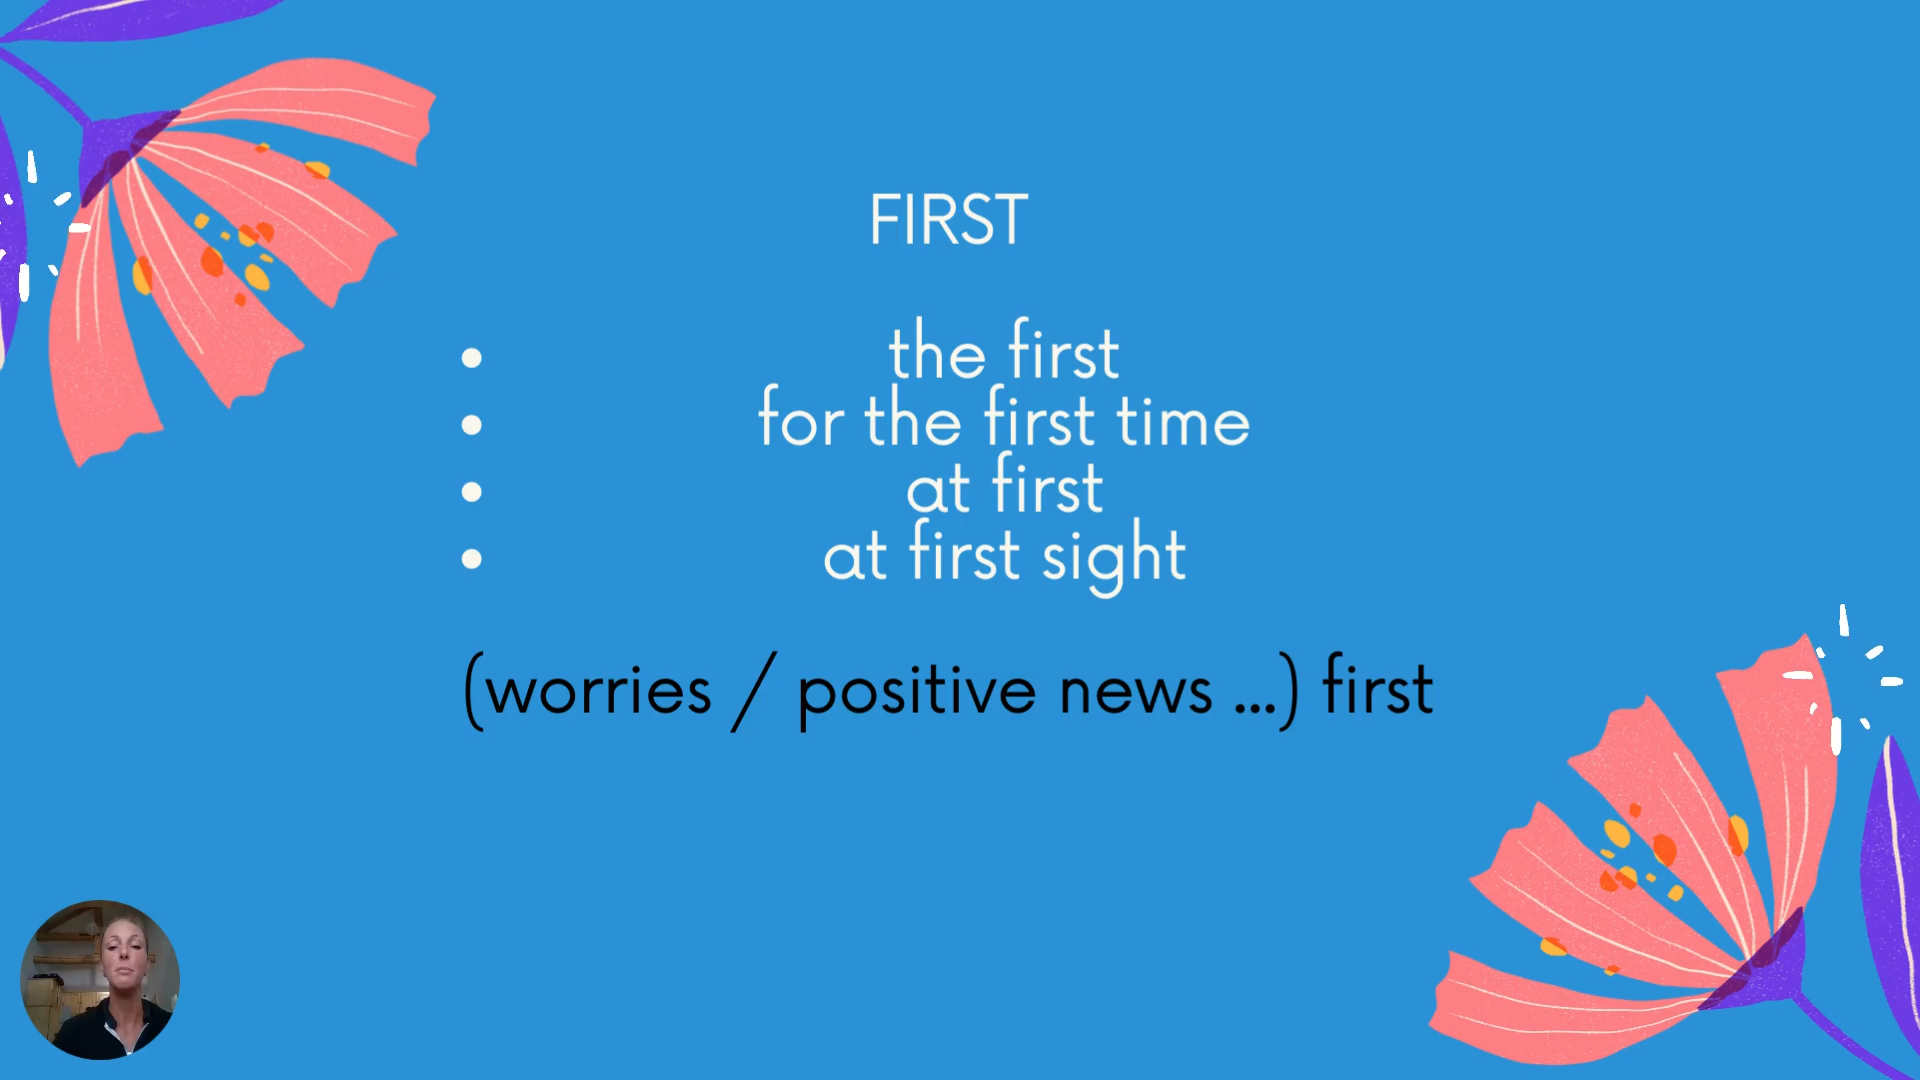 FIRST
• the first
• for the first time
• at first
• at first sight
(worries / positive news ...) first